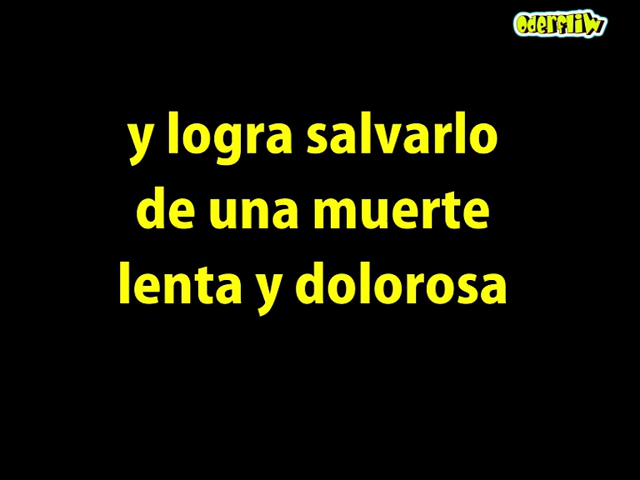 oderfliW
y logra salvarlo
de una muerte
lenta y dolorosa